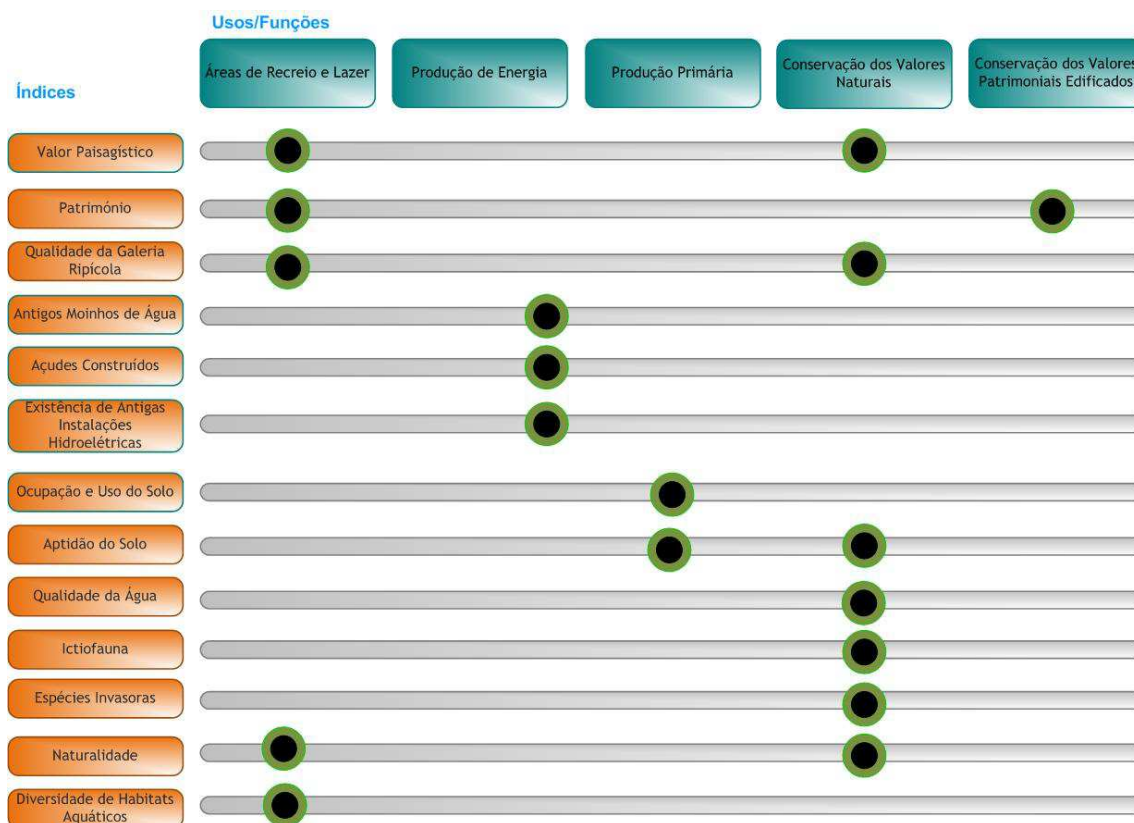 Usos/Funções
Áreas de Recreio e Lazer
Produção de Energia
Produção Primária
Conservação dos Valores
Naturais
Conservação dos Valores
Patrimoniais Edificados
Índices
Valor Paisagístico
Património
Qualidade da Galeria
Ripícola
Antigos Moinhos de Água
Açudes Construídos
Existência de Antigas
Instalações
Hidroelétricas
Ocupação e Uso do Solo
Aptidão do Solo
Qualidade da Água
Ictiofauna
Espécies Invasoras
Naturalidade
Diversidade de Habitats
Aquáticos